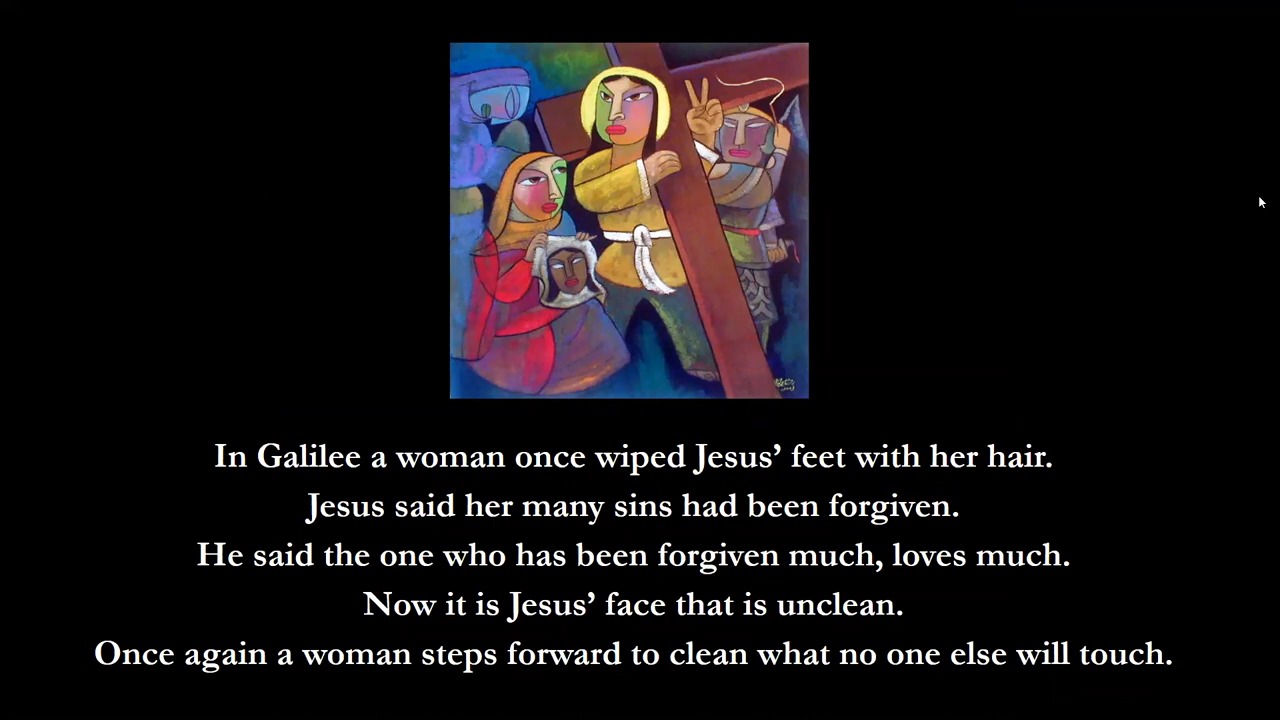 In Galilee a woman once wiped Jesus’ feet with her hair.
Jesus said her many sins had been forgiven.
He said the one who has been forgiven much, loves much.
Now it is Jesus’ face that is unclean.
Once again a woman steps forward to clean what no one else will touch.